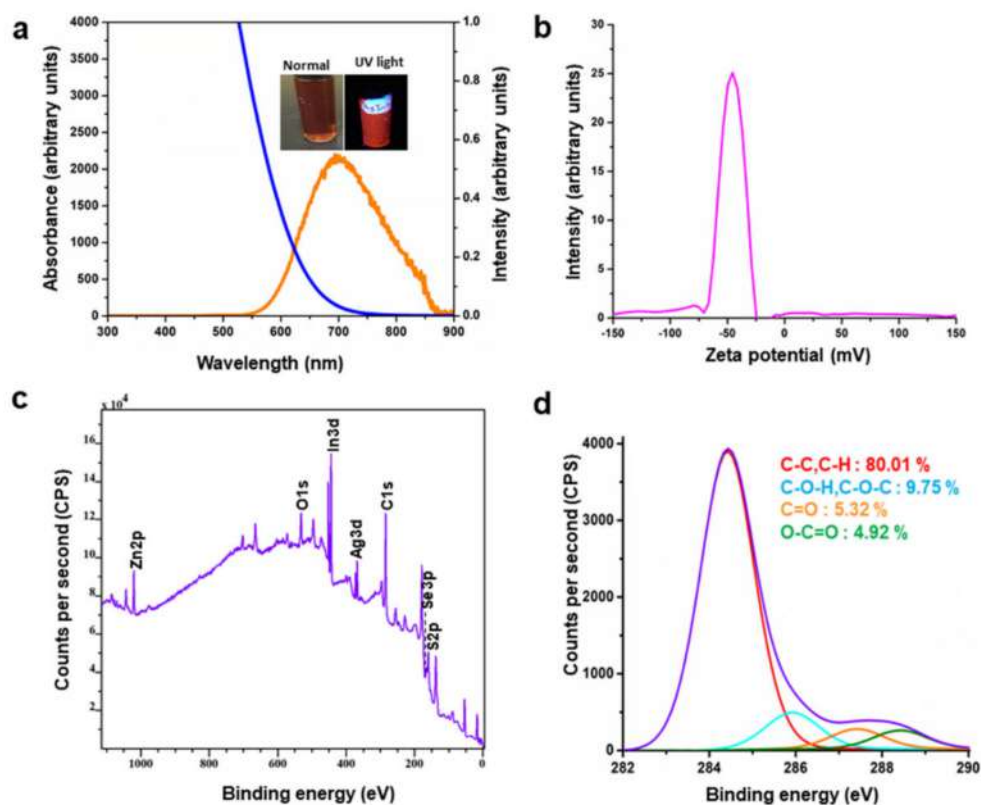 a
Absorbance (arbitrary units)
4000
3500
3000
2500
2000
1500
1000
500
0
1.0
0.8
0.6
0.4
0.2
0.0
Intensity (arbitrary units)
Normal
UV light
300 400 500 600 700 800 900
Wavelength (nm)
b
Intensity (arbitrary units)
30
25
20
15
10
5
0
-150 -100 -50 0 50 100 150
Zeta potential (mV)
c
x 10⁴
Counts per second (CPS)
16
14
12
10
8
6
4
2
Zn2p
O1s
In3d
Ag3d
C1s
Se3p
S2p
1000 800 600 400 200 0
Binding energy (eV)
d
Counts per second (CPS)
4000
3000
2000
1000
0
C-C,C-H : 80.01 %
C-O-H,C-O-C : 9.75 %
C=O : 5.32 %
O-C=O : 4.92 %
282 284 286 288 290
Binding energy (eV)